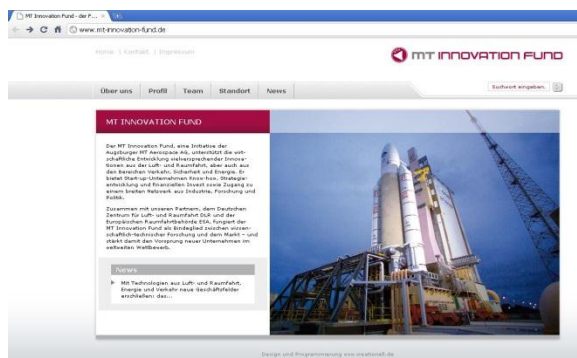 MT Innovation Fund - der F...
www.mt-innovation-fund.de
Home | Kontakt | Impressum
MT INNOVATION FUND
Über uns Profil Team Standort News
Suchwort eingeben.
MT INNOVATION FUND
Der MT Innovation Fund, eine Initiative der
Augsburger MT Aerospace AG, unterstützt die wirt-
schaftliche Entwicklung vielversprechender Innova-
tionen aus der Luft- und Raumfahrt, aber auch aus
den Bereichen Verkehr, Sicherheit und Energie. Er
bietet Start-up-Unternehmen Know-how, Strategie-
entwicklung und finanziellen Invest sowie Zugang zu
einem breiten Netzwerk aus Industrie, Forschung und
Politik.
Zusammen mit unseren Partnern, dem Deutschen
Zentrum für Luft- und Raumfahrt DLR und der
Europäischen Raumfahrtbehörde ESA, fungiert der
MT Innovation Fund als Bindeglied zwischen wissen-
schaftlich-technischer Forschung und dem Markt – und
stärkt damit den Vorsprung neuer Unternehmen im
weltweiten Wettbewerb.
News
Mit Technologien aus Luft- und Raumfahrt,
Energie und Verkehr neue Geschäftsfelder
erschließen: das...
Design und Programmierung www.creationell.de